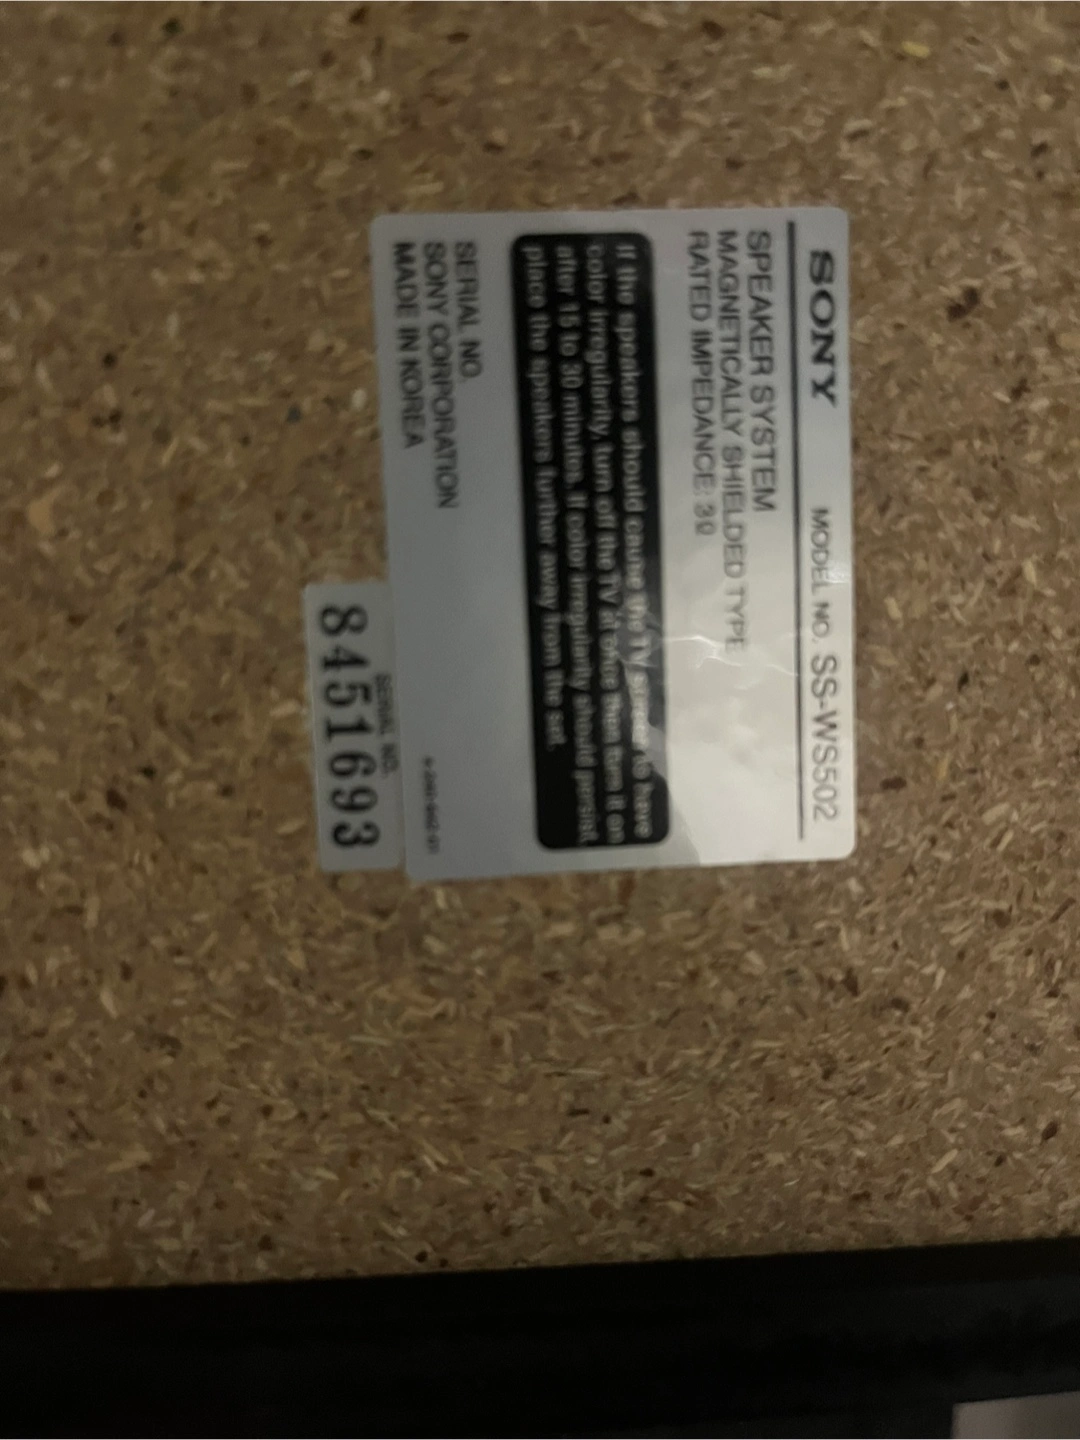 SONY MODEL NO. SS-WS502
SPEAKER SYSTEM
MAGNETICALLY SHIELDED TYPE
RATED IMPEDANCE: 3Ω
If the speakers should cause the TV screen to have
color irregularity, turn off the TV at once then turn it on
after 15 to 30 minutes. If color irregularity should persist,
place the speakers further away from the set.
SERIAL NO.
SONY CORPORATION
MADE IN KOREA
SERIAL NO.
8451693